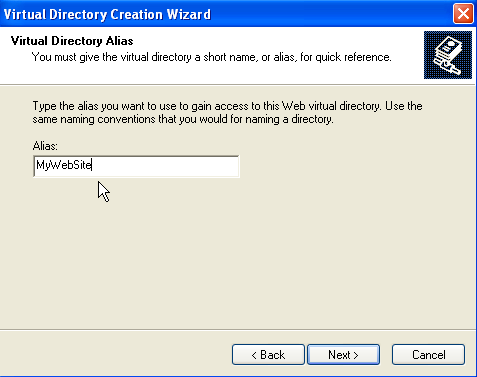 Virtual Directory Creation Wizard
Virtual Directory Alias
You must give the virtual directory a short name, or alias, for quick reference.
Type the alias you want to use to gain access to this Web virtual directory. Use the
same naming conventions that you would for naming a directory.
Alias:
MyWebSite
< Back
Next >
Cancel